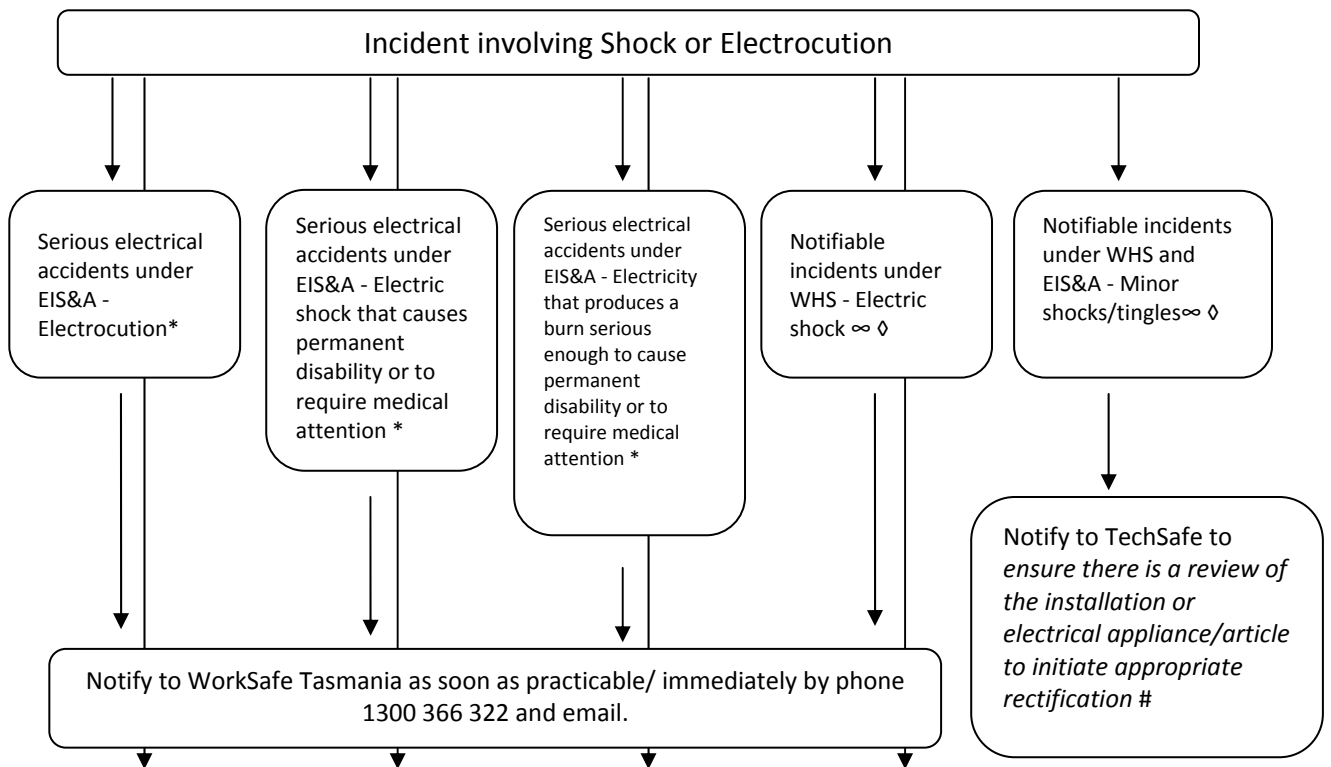 Incident involving Shock or Electrocution
Serious electrical
accidents under
EIS&A -
Electrocution*
Serious electrical
accidents under
EIS&A - Electric
shock that causes
permanent
disability or to
require medical
attention *
Serious electrical
accidents under
EIS&A - Electricity
that produces a
burn serious
enough to cause
permanent
disability or to
require medical
attention *
Notifiable
incidents under
WHS - Electric
shock ∞ ◊
Notifiable incidents
under WHS and
EIS&A - Minor
shocks/tingles∞ ◊
Notify to TechSafe to
ensure there is a review of
the installation or
electrical appliance/article
to initiate appropriate
rectification #
Notify to WorkSafe Tasmania as soon as practicable/ immediately by phone
1300 366 322 and email.